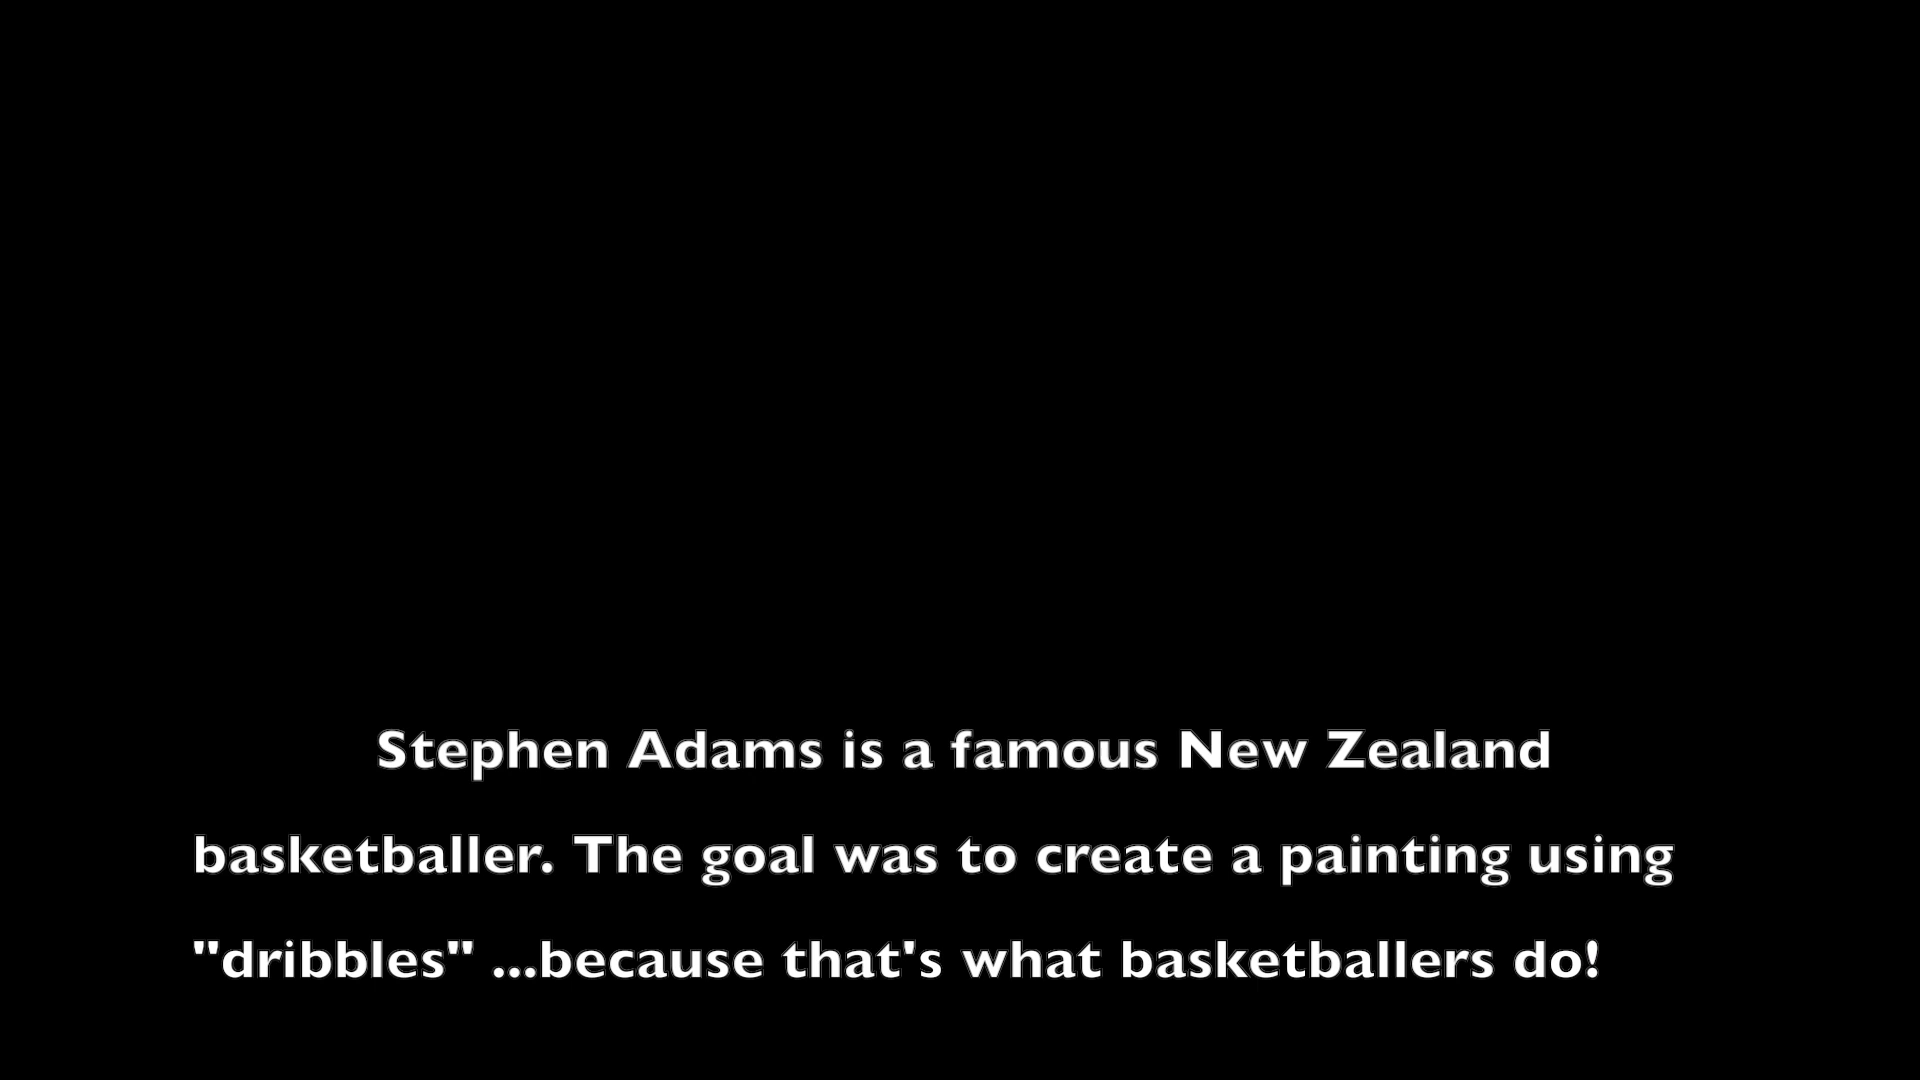 Stephen Adams is a famous New Zealand
basketballer. The goal was to create a painting using
"dribbles" ...because that's what basketballers do!